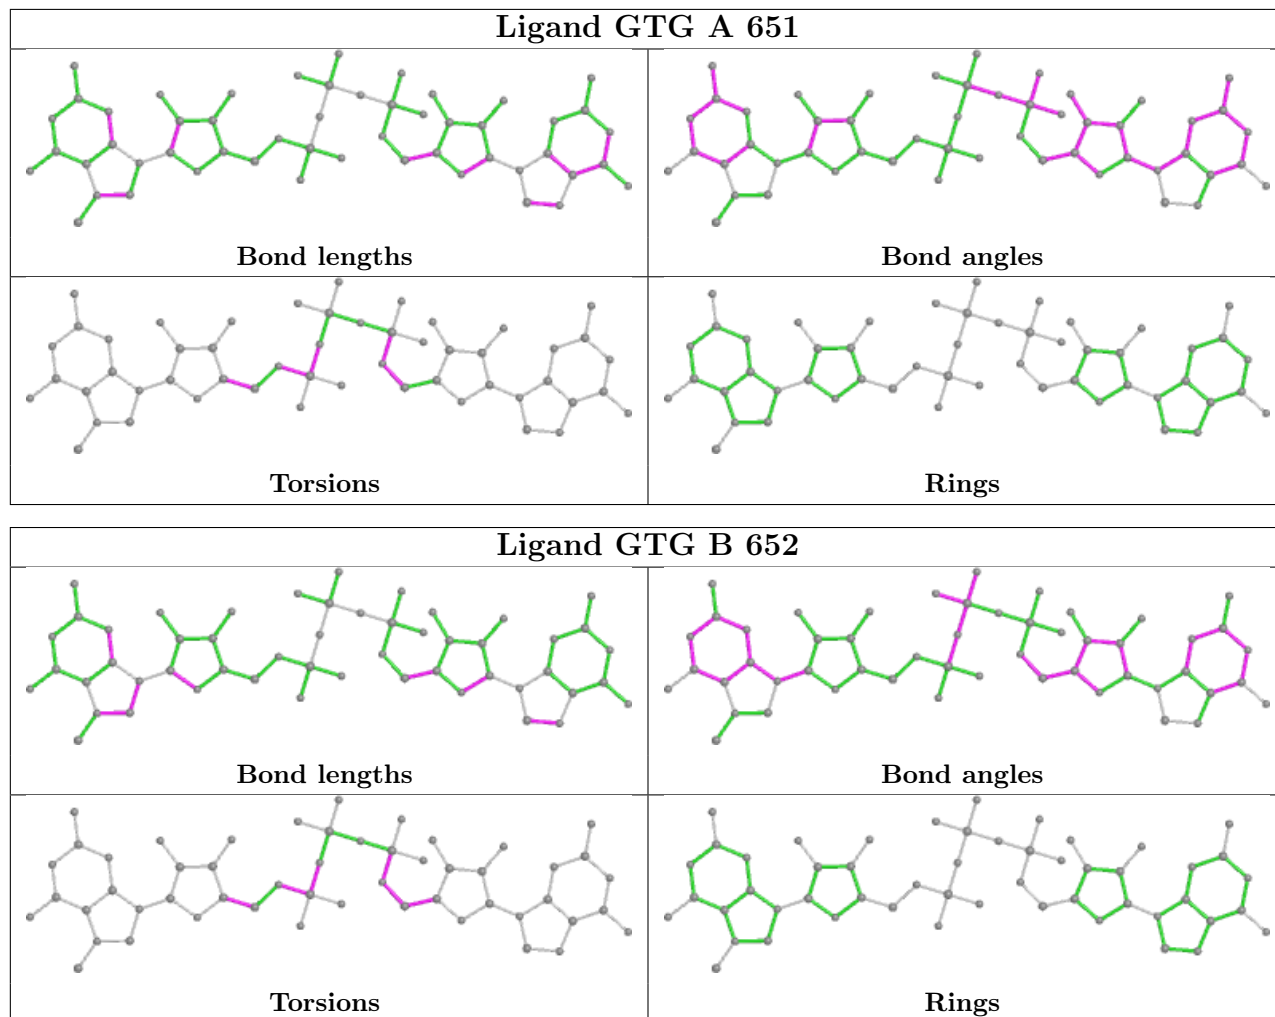 Ligand GTG A 651
Bond lengths
Bond angles
Torsions
Rings
Ligand GTG B 652
Bond lengths
Bond angles
Torsions
Rings